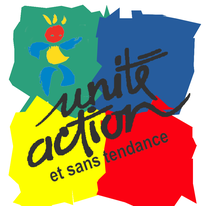 unité
action
et sans tendance